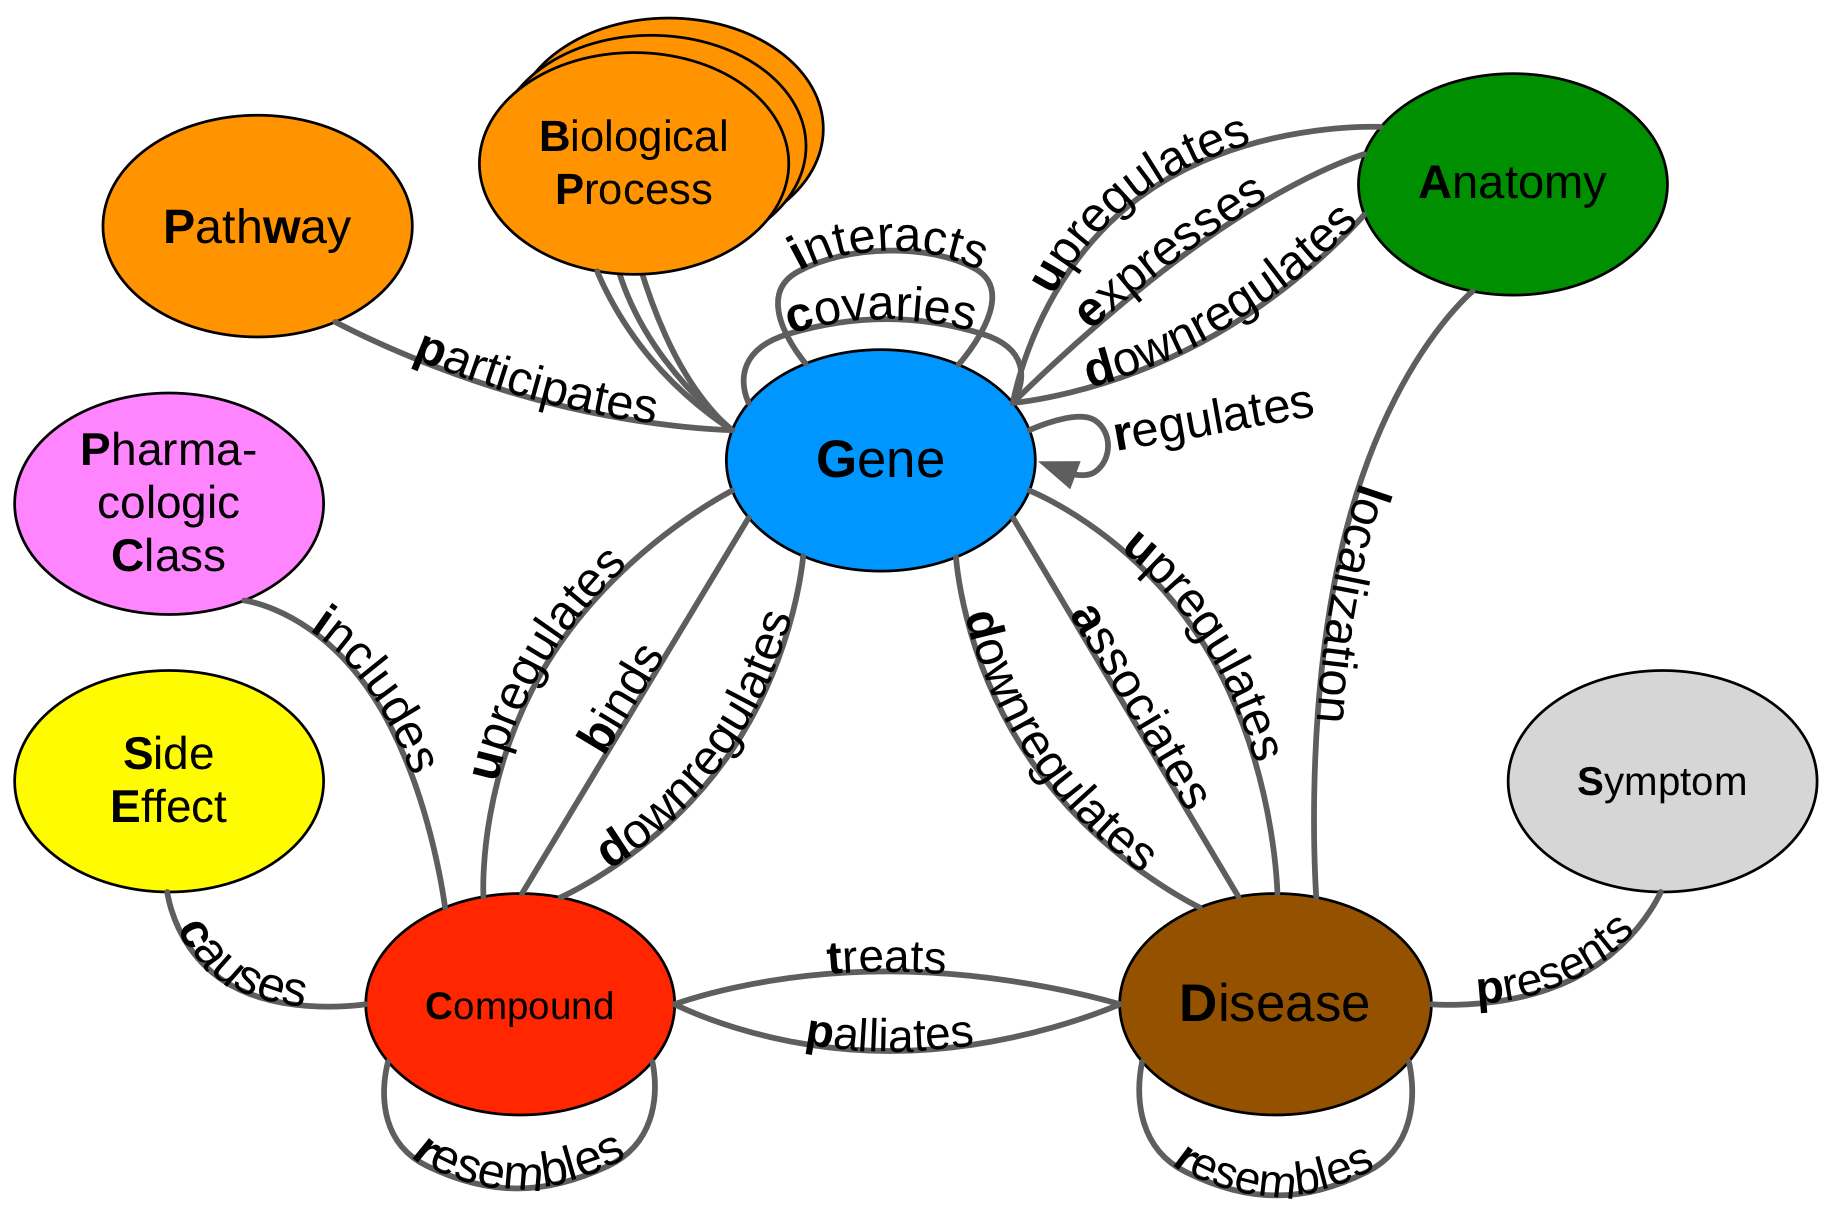 Biological
Process
Anatomy
Pathway
upregulates
expresses
downregulates
interacts
covaries
participates
regulates
Gene
Pharma-
cologic
Class
localization
upregulates
binds
downregulates
downregulates
associates
upregulates
includes
Side
Effect
Symptom
causes
treats
presents
Compound
Disease
palliates
resembles
resembles